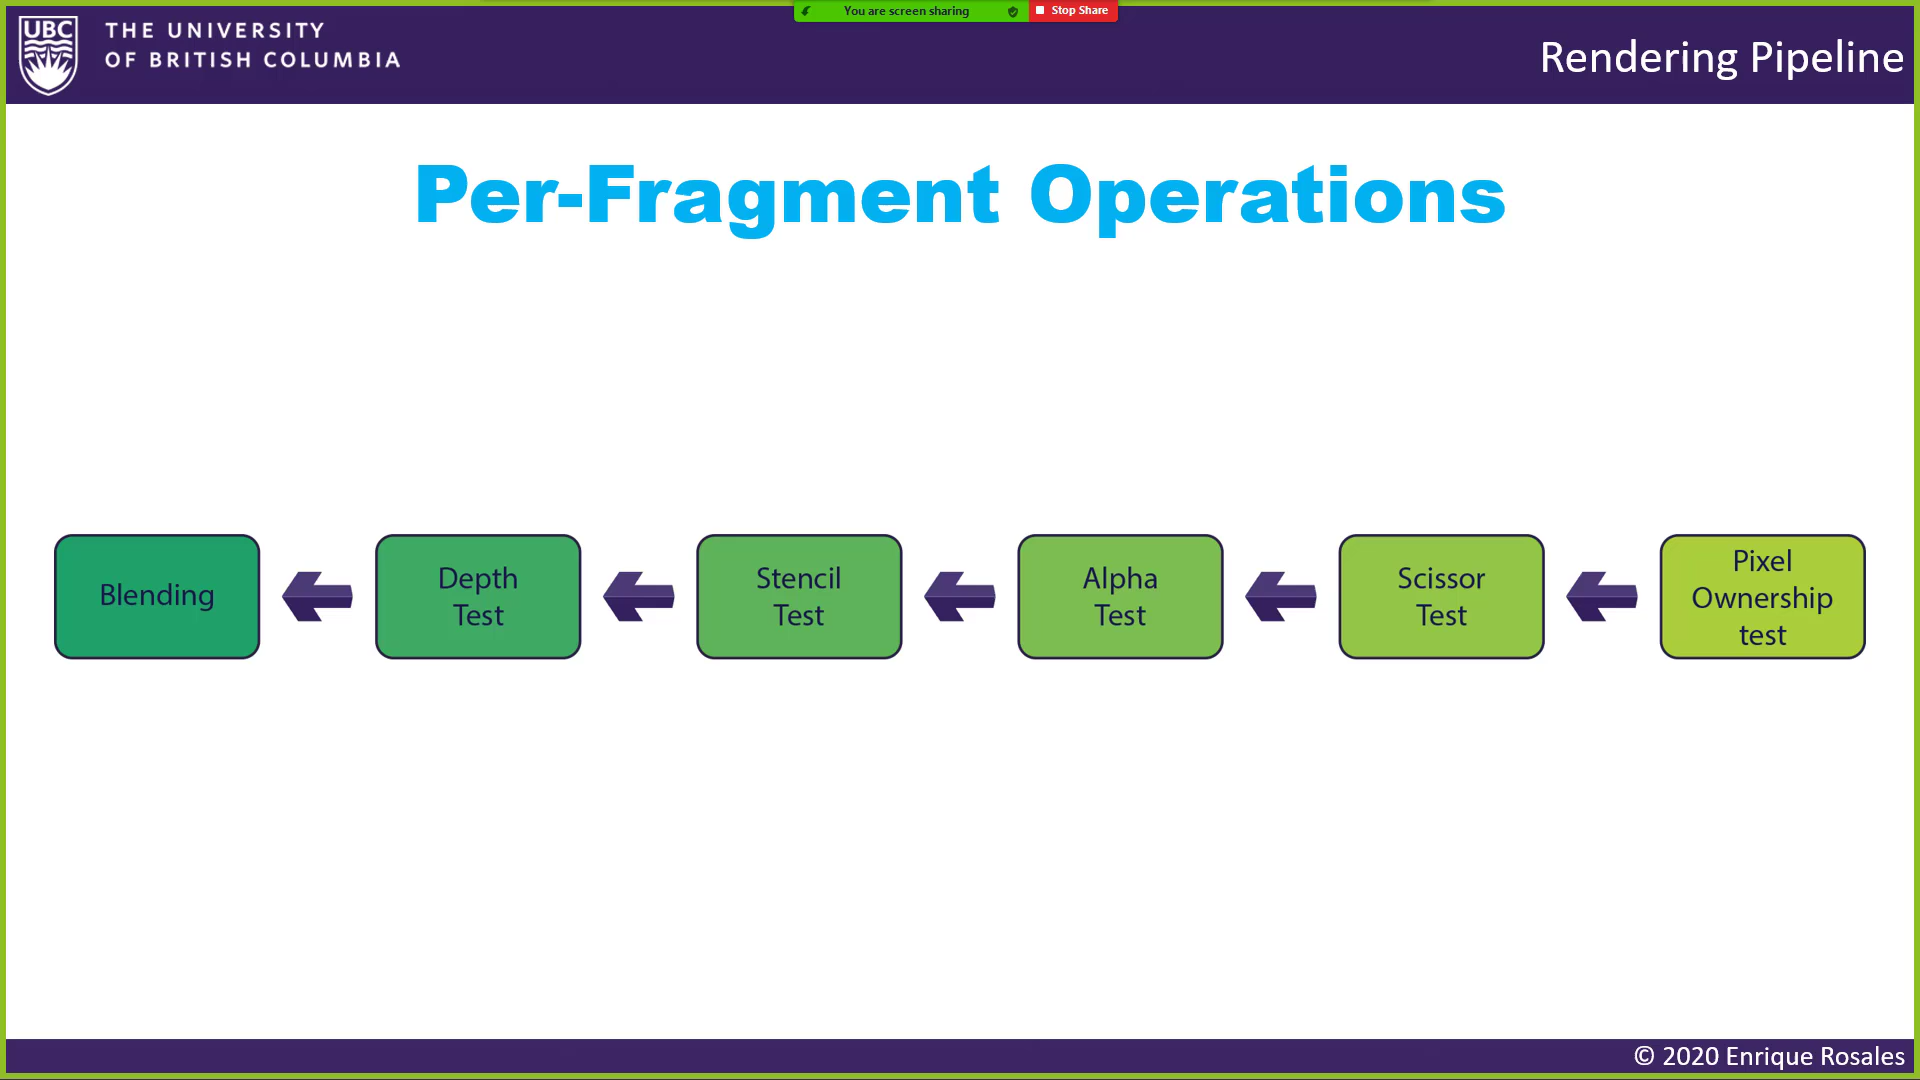 You are screen sharing
Stop Share
UBC
THE UNIVERSITY
OF BRITISH COLUMBIA
Rendering Pipeline
Per-Fragment Operations
Blending
Depth
Test
Stencil
Test
Alpha
Test
Scissor
Test
Pixel
Ownership
test
© 2020 Enrique Rosales